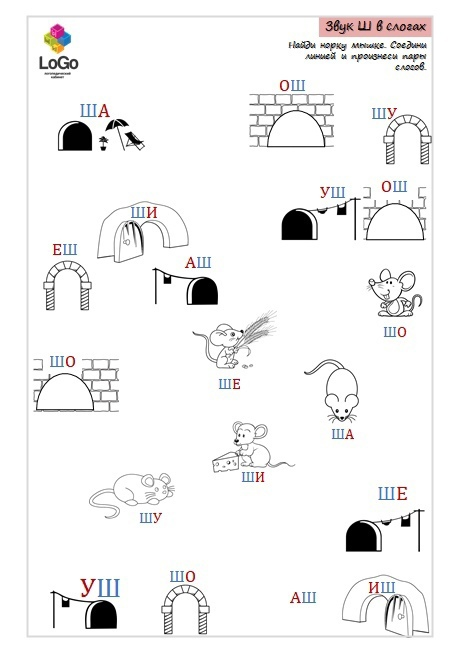 Звук Ш в слогах
LoGo
логопедический
кабинет
Найди норку мышке. Соедини
линией и произнеси пары
слогов.
ША
ОШ
ШУ
УШ
ОШ
ШИ
ЕШ
АШ
ШО
ШЕ
ШО
ША
ШИ
ШУ
ШЕ
УШ
ШО
АШ
ИШ